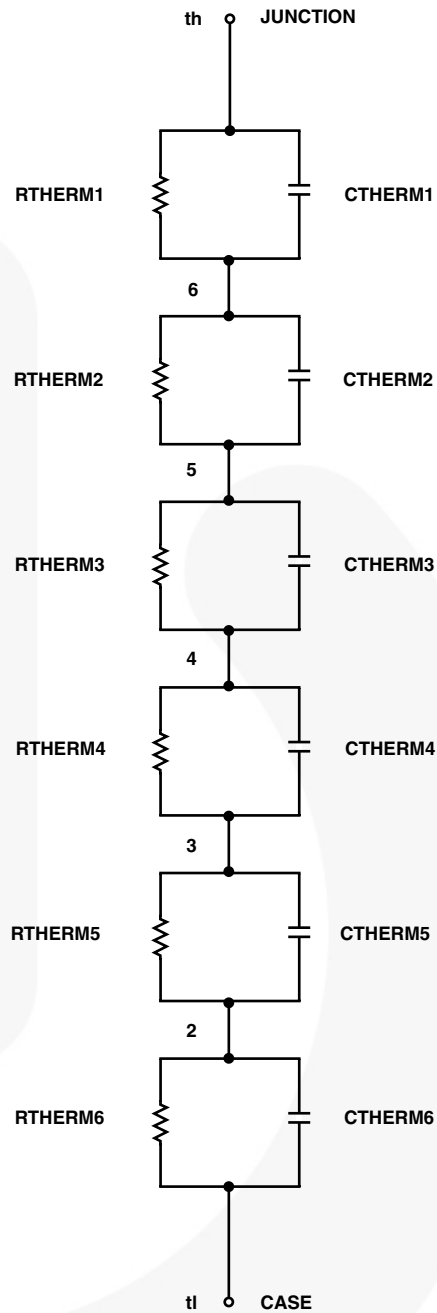 th JUNCTION
RTHERM1 CTHERM1
6
RTHERM2 CTHERM2
5
RTHERM3 CTHERM3
4
RTHERM4 CTHERM4
3
RTHERM5 CTHERM5
2
RTHERM6 CTHERM6
tl CASE